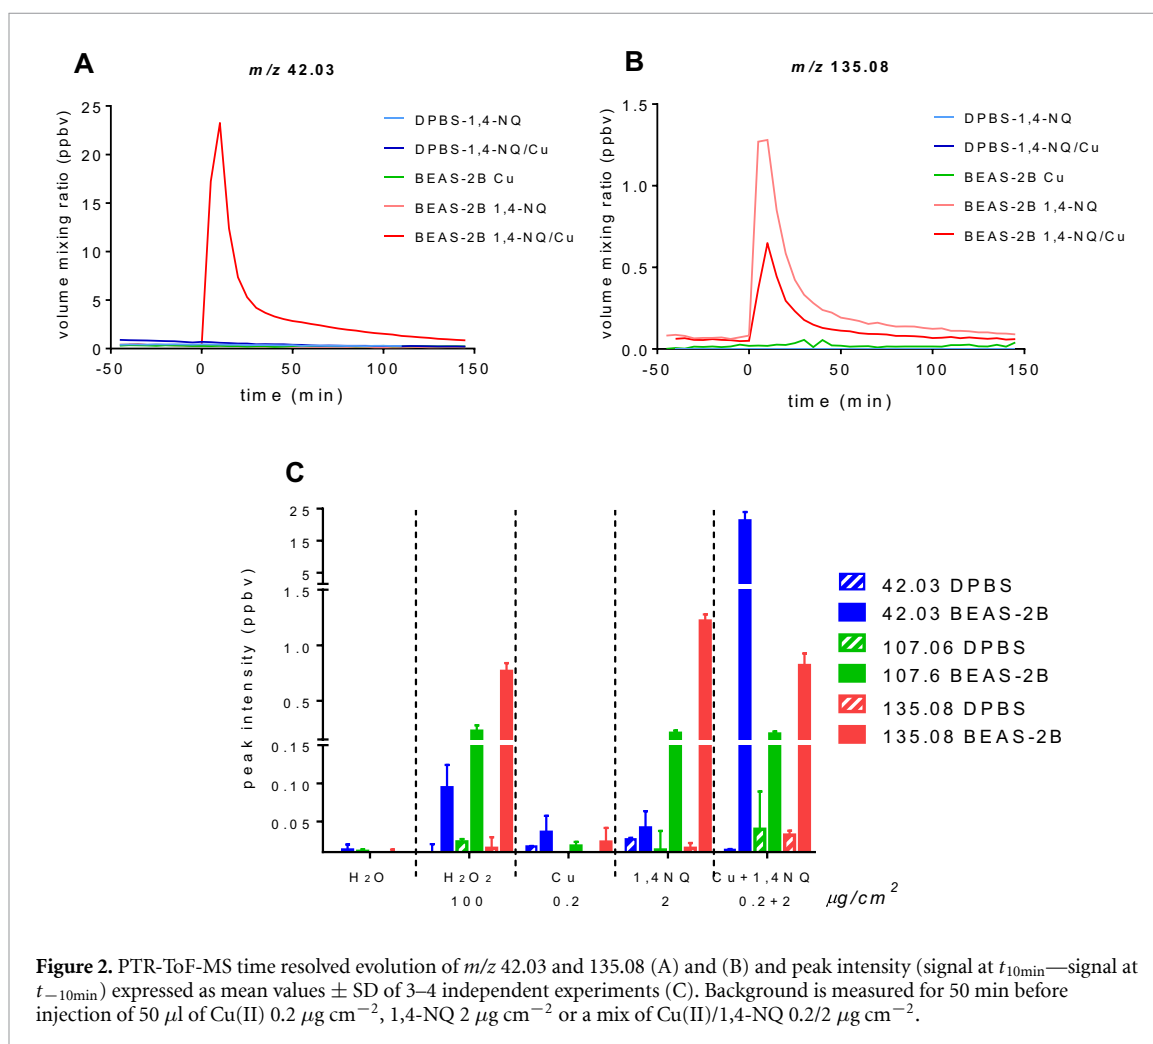 A
m/z 42.03
volume mixing ratio (ppbv)
25
20
15
10
5
0
-50
0
50
100
150
time (min)
DPBS-1,4-NQ
DPBS-1,4-NQ/Cu
BEAS-2B Cu
BEAS-2B 1,4-NQ
BEAS-2B 1,4-NQ/Cu
B
m/z 135.08
volume mixing ratio (ppbv)
1.5
1.0
0.5
0.0
-50
0
50
100
150
time (min)
DPBS-1,4-NQ
DPBS-1,4-NQ/Cu
BEAS-2B Cu
BEAS-2B 1,4-NQ
BEAS-2B 1,4-NQ/Cu
C
peak intensity (ppbv)
25
15
5
1.5
1.0
0.5
0.15
0.10
0.05
H₂O
H₂O₂
Cu
1,4NQ
Cu+1,4NQ
100
0.2
2
0.2+2
μg/cm²
42.03 DPBS
42.03 BEAS-2B
107.06 DPBS
107.6 BEAS-2B
135.08 DPBS
135.08 BEAS-2B
Figure 2. PTR-ToF-MS time resolved evolution of m/z 42.03 and 135.08 (A) and (B) and peak intensity (signal at t₁₀min—signal at
t₋₁₀min) expressed as mean values ± SD of 3–4 independent experiments (C). Background is measured for 50 min before
injection of 50 μl of Cu(II) 0.2 μg cm⁻², 1,4-NQ 2 μg cm⁻² or a mix of Cu(II)/1,4-NQ 0.2/2 μg cm⁻².